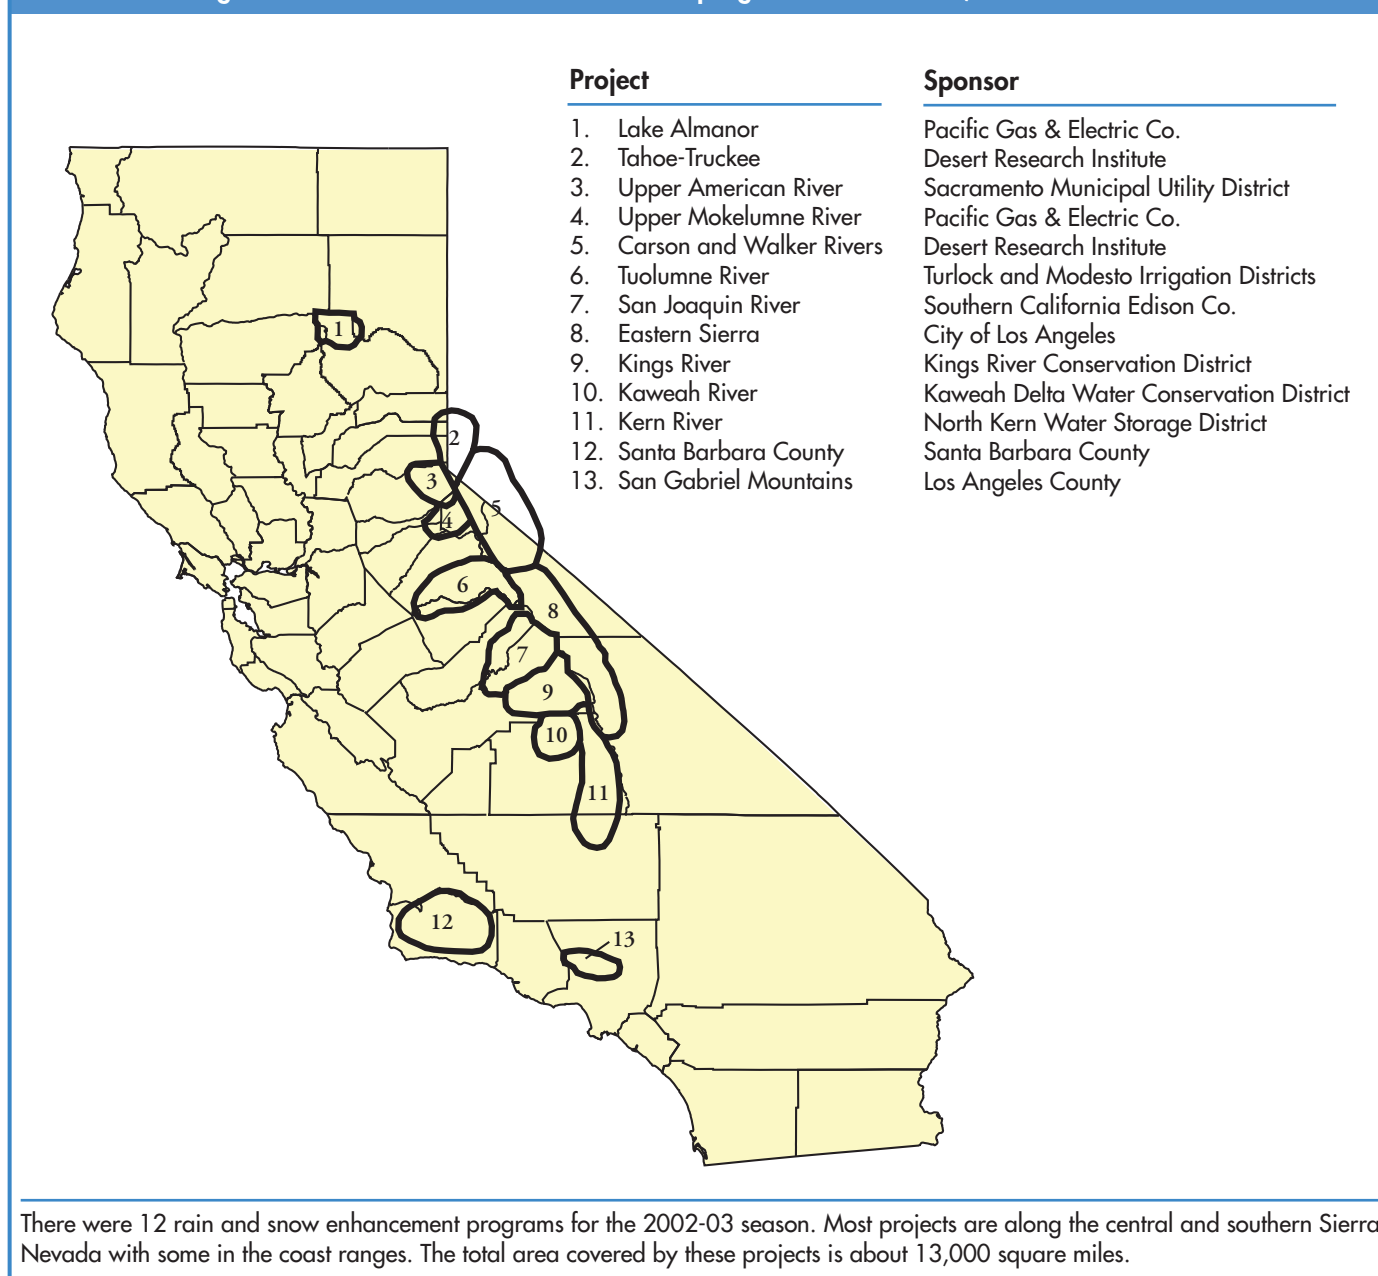 Project
Sponsor
1. Lake Almanor Pacific Gas & Electric Co.
2. Tahoe-Truckee Desert Research Institute
3. Upper American River Sacramento Municipal Utility District
4. Upper Mokelumne River Pacific Gas & Electric Co.
5. Carson and Walker Rivers Desert Research Institute
6. Tuolumne River Turlock and Modesto Irrigation Districts
7. San Joaquin River Southern California Edison Co.
8. Eastern Sierra City of Los Angeles
9. Kings River Kings River Conservation District
10. Kaweah River Kaweah Delta Water Conservation District
11. Kern River North Kern Water Storage District
12. Santa Barbara County Santa Barbara County
13. San Gabriel Mountains Los Angeles County
1
2
3
5
4
6
8
7
9
10
11
12
13
There were 12 rain and snow enhancement programs for the 2002-03 season. Most projects are along the central and southern Sierra
Nevada with some in the coast ranges. The total area covered by these projects is about 13,000 square miles.